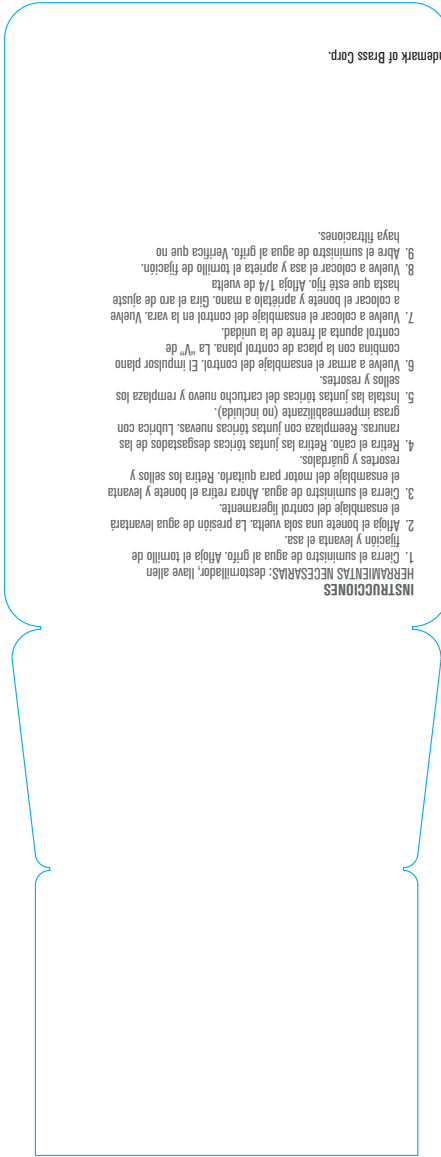 INSTRUCCIONES
HERRAMIENTAS NECESARIAS: destornillador, llave allen
1. Cierra el suministro de agua al grifo. Afloja el tornillo de
fijación y levanta el asa.
2. Afloja el bonete una sola vuelta. La presión de agua levantará
el ensamblaje del control ligeramente.
3. Cierra el suministro de agua. Ahora retira el bonete y levanta
el ensamblaje del motor para quitarlo. Retira los sellos y
resortes y guárdalos.
4. Retira el caño. Retira las juntas tóricas desgastados de las
ranuras. Reemplaza con juntas tóricas nuevas. Lubrica con
grasa impermeabilizante (no incluida).
5. Instala las juntas tóricas del cartucho nuevo y remplaza los
sellos y resortes.
6. Vuelve a armar el ensamblaje del control. El impulsor plano
combina con la placa de control plana. La "V" de
control apunta al frente de la unidad.
7. Vuelve a colocar el ensamblaje del control en la vara. Vuelve
a colocar el bonete y apriétalo a mano. Gira el aro de ajuste
hasta que esté fijo. Afloja 1/4 de vuelta
8. Vuelve a colocar el asa y aprieta el tornillo de fijación.
9. Abre el suministro de agua al grifo. Verifica que no
haya filtraciones.
demark of Brass Corp.